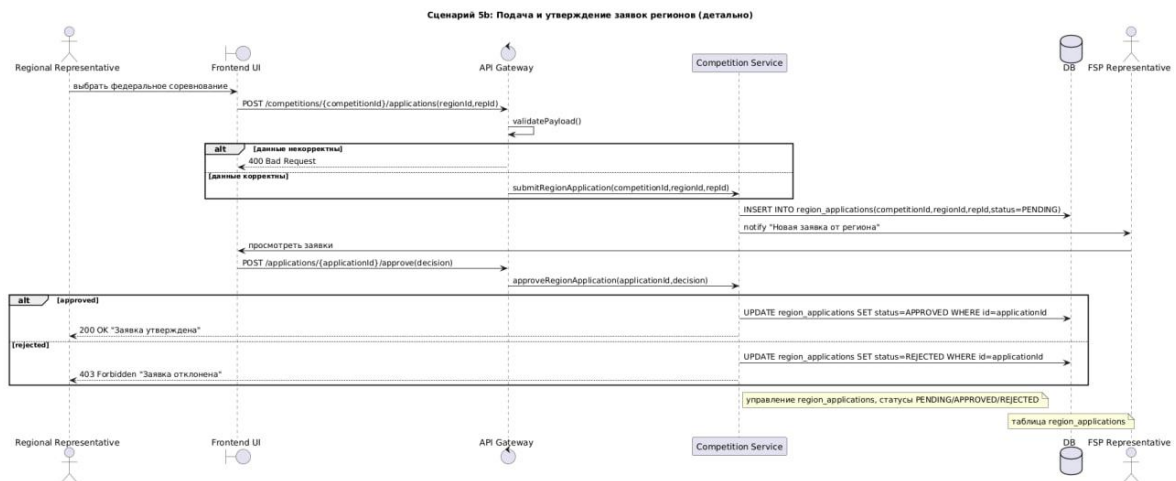 Сценарий 5b: Подача и утверждение заявок регионов (детально)
Regional Representative
Frontend UI
API Gateway
Competition Service
DB
FSP Representative
выбрать федеральное соревнование
POST /competitions/{competitionId}/applications(regionId,repId)
validatePayload()
alt
[данные некорректны]
400 Bad Request
[данные корректны]
submitRegionApplication(competitionId,regionId,repId)
INSERT INTO region_applications(competitionId,regionId,repId,status=PENDING)
notify "Новая заявка от региона"
просмотреть заявки
POST /applications/{applicationId}/approve(decision)
approveRegionApplication(applicationId,decision)
alt
[approved]
UPDATE region_applications SET status=APPROVED WHERE id=applicationId
200 OK "Заявка утверждена"
[rejected]
UPDATE region_applications SET status=REJECTED WHERE id=applicationId
403 Forbidden "Заявка отклонена"
управление region_applications, статусы PENDING/APPROVED/REJECTED
таблица region_applications
Regional Representative
Frontend UI
API Gateway
Competition Service
DB
FSP Representative